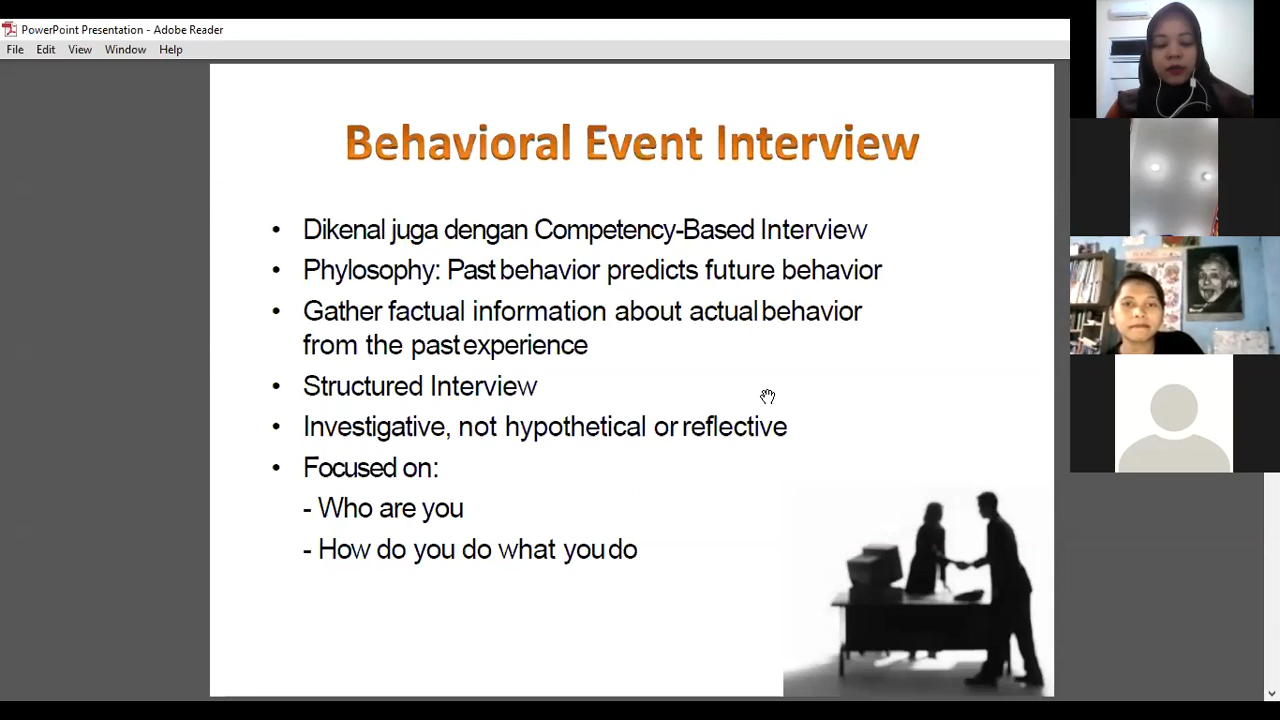 PowerPoint Presentation - Adobe Reader
File Edit View Window Help
Behavioral Event Interview
• Dikenal juga dengan Competency-Based Interview
• Phylosophy: Past behavior predicts future behavior
• Gather factual information about actual behavior
from the past experience
• Structured Interview
• Investigative, not hypothetical or reflective
• Focused on:
- Who are you
- How do you do what you do